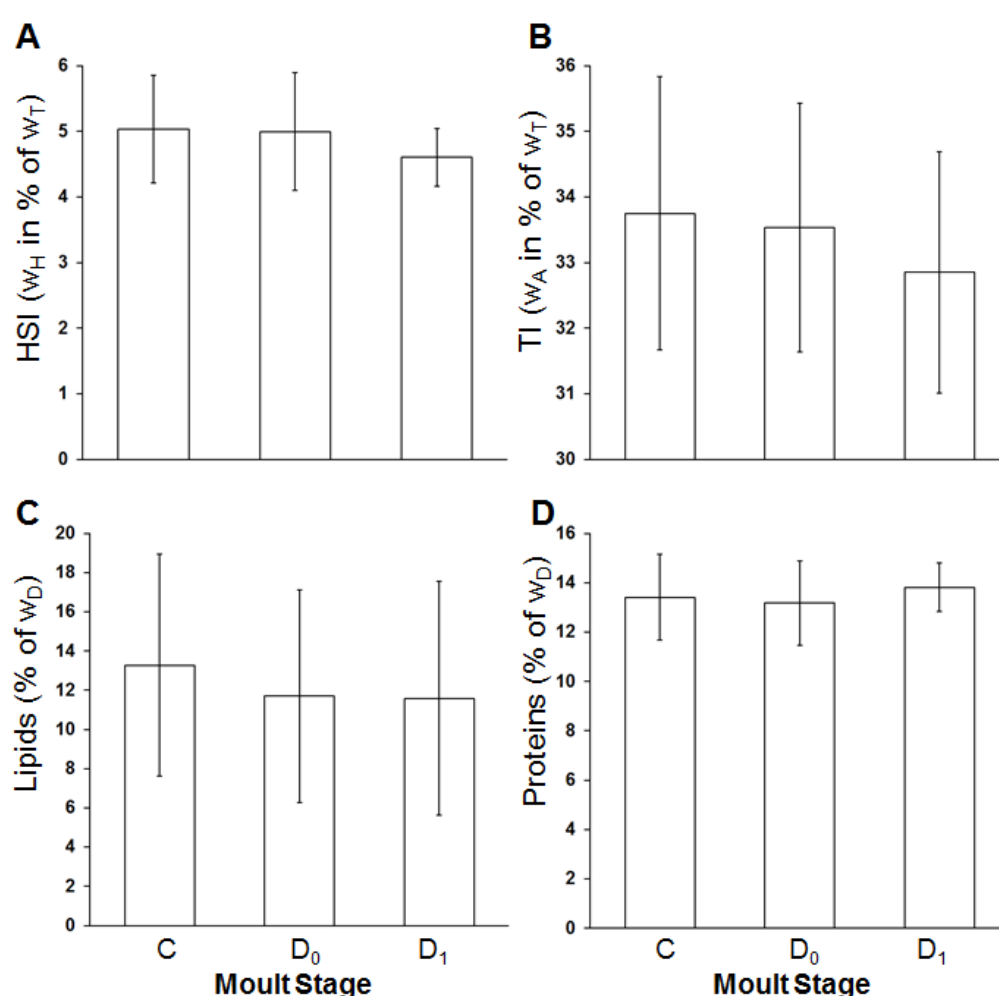 A
HSI (wH in % of wT)
6
5
4
3
2
1
0
B
TI (wA in % of wT)
36
35
34
33
32
31
30
C
Lipids (% of wD)
20
18
16
14
12
10
8
6
4
2
0
C D0 D1
Moult Stage
D
Proteins (% of wD)
16
14
12
10
8
6
4
2
0
C D0 D1
Moult Stage